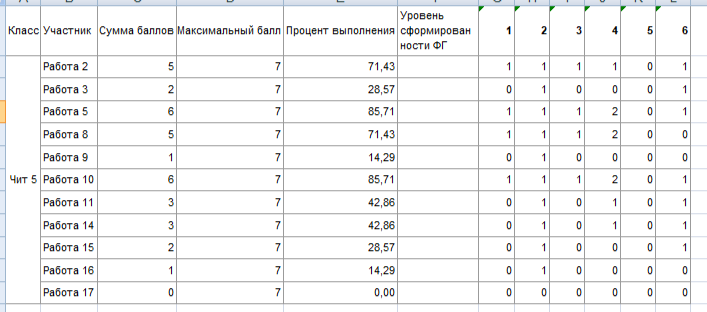 Класс Участник Сумма баллов Максимальный балл Процент выполнения Уровень сформирован ности ФГ 1 2 3 4 5 6
Чит 5
Работа 2 5 7 71,43 1 1 1 1 0 1
Работа 3 2 7 28,57 0 1 0 0 0 1
Работа 5 6 7 85,71 1 1 1 2 0 1
Работа 8 5 7 71,43 1 1 1 2 0 0
Работа 9 1 7 14,29 0 1 0 0 0 0
Работа 10 6 7 85,71 1 1 1 2 0 1
Работа 11 3 7 42,86 0 1 0 1 0 1
Работа 14 3 7 42,86 0 1 0 1 0 1
Работа 15 2 7 28,57 0 1 0 0 0 1
Работа 16 1 7 14,29 0 1 0 0 0 0
Работа 17 0 7 0,00 0 0 0 0 0 0